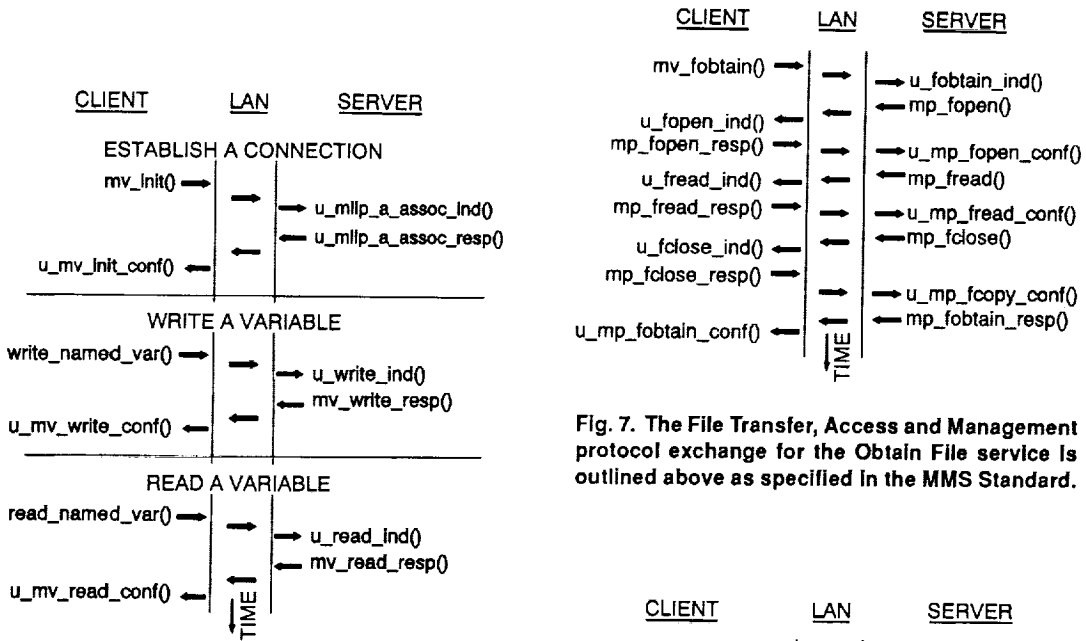 CLIENT LAN SERVER
ESTABLISH A CONNECTION
mv_init()
u_mllp_a_assoc_ind()
u_mllp_a_assoc_resp()
u_mv_init_conf()
WRITE A VARIABLE
write_named_var()
u_write_ind()
mv_write_resp()
u_mv_write_conf()
READ A VARIABLE
read_named_var()
u_read_ind()
mv_read_resp()
u_mv_read_conf()
TIME
CLIENT LAN SERVER
mv_fobtain()
u_fobtain_ind()
mp_fopen()
u_fopen_ind()
mp_fopen_resp()
u_mp_fopen_conf()
mp_fread()
u_fread_ind()
mp_fread_resp()
u_mp_fread_conf()
mp_fclose()
u_fclose_ind()
mp_fclose_resp()
u_mp_fcopy_conf()
mp_fobtain_resp()
u_mp_fobtain_conf()
TIME
Fig. 7. The File Transfer, Access and Management
protocol exchange for the Obtain File service is
outlined above as specified in the MMS Standard.
CLIENT LAN SERVER